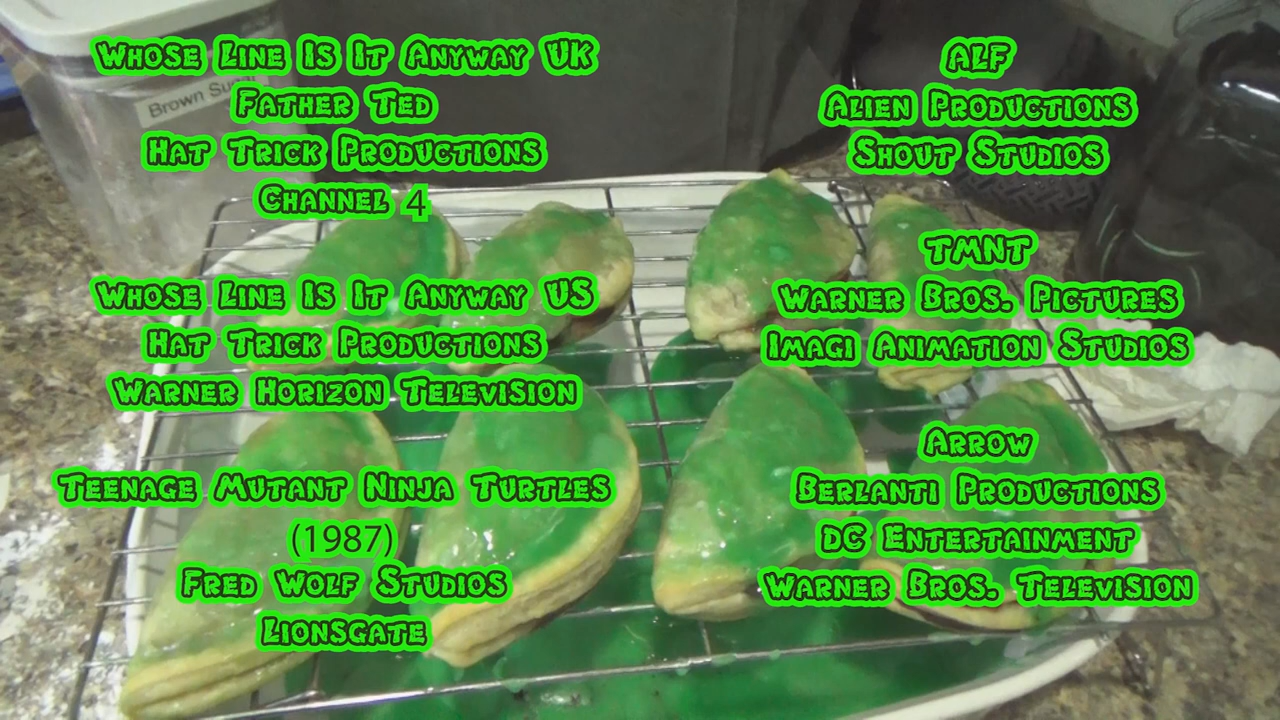 Whose Line Is It Anyway UK
Father Ted
Hat Trick Productions
Channel 4
Whose Line Is It Anyway US
Hat Trick Productions
Warner Horizon Television
Teenage Mutant Ninja Turtles
(1987)
Fred Wolf Studios
Lionsgate
ALF
Alien Productions
Shout Studios
TMNT
Warner Bros. Pictures
Imagi Animation Studios
Arrow
Berlanti Productions
DC Entertainment
Warner Bros. Television
Brown Sugar